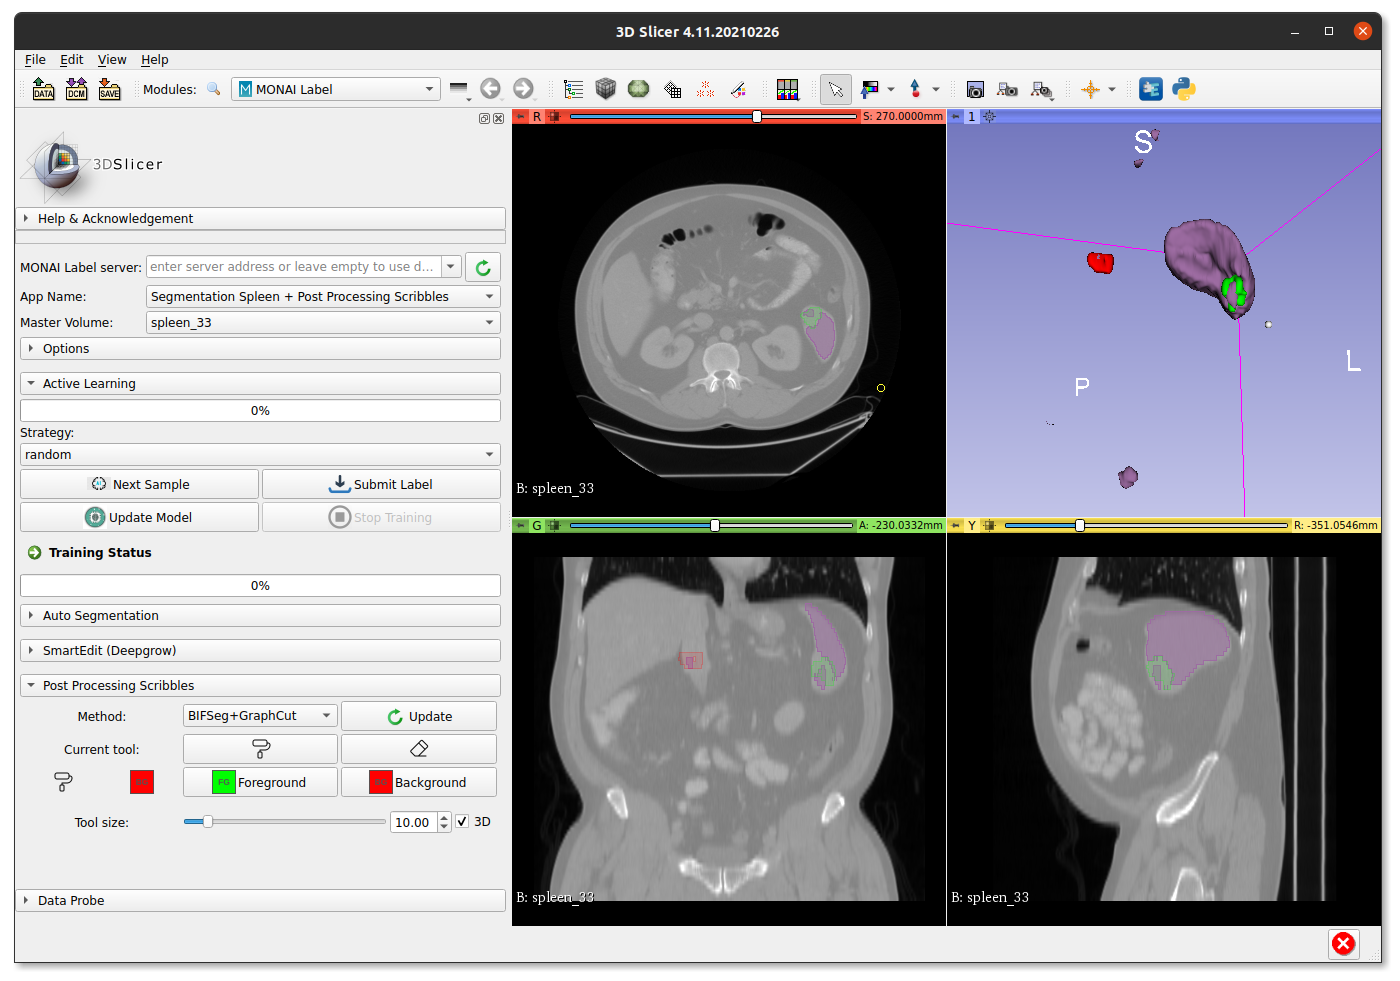 3D Slicer 4.11.20210226
File Edit View Help
DATA DCM SAVE Modules: MONAI Label
3DSlicer
Help & Acknowledgement
MONAI Label server: enter server address or leave empty to use d...
App Name: Segmentation Spleen + Post Processing Scribbles
Master Volume: spleen_33
Options
Active Learning
0%
Strategy:
random
Next Sample Submit Label
Update Model Stop Training
Training Status
0%
Auto Segmentation
SmartEdit (Deepgrow)
Post Processing Scribbles
Method: BIFSeg+GraphCut Update
Current tool:
FG Foreground Background
Tool size: 10.00 3D
Data Probe
R S: 270.0000mm
B: spleen_33
1
S
P
L
G A: -230.0332mm
B: spleen_33
Y R: -351.0546mm
B: spleen_33